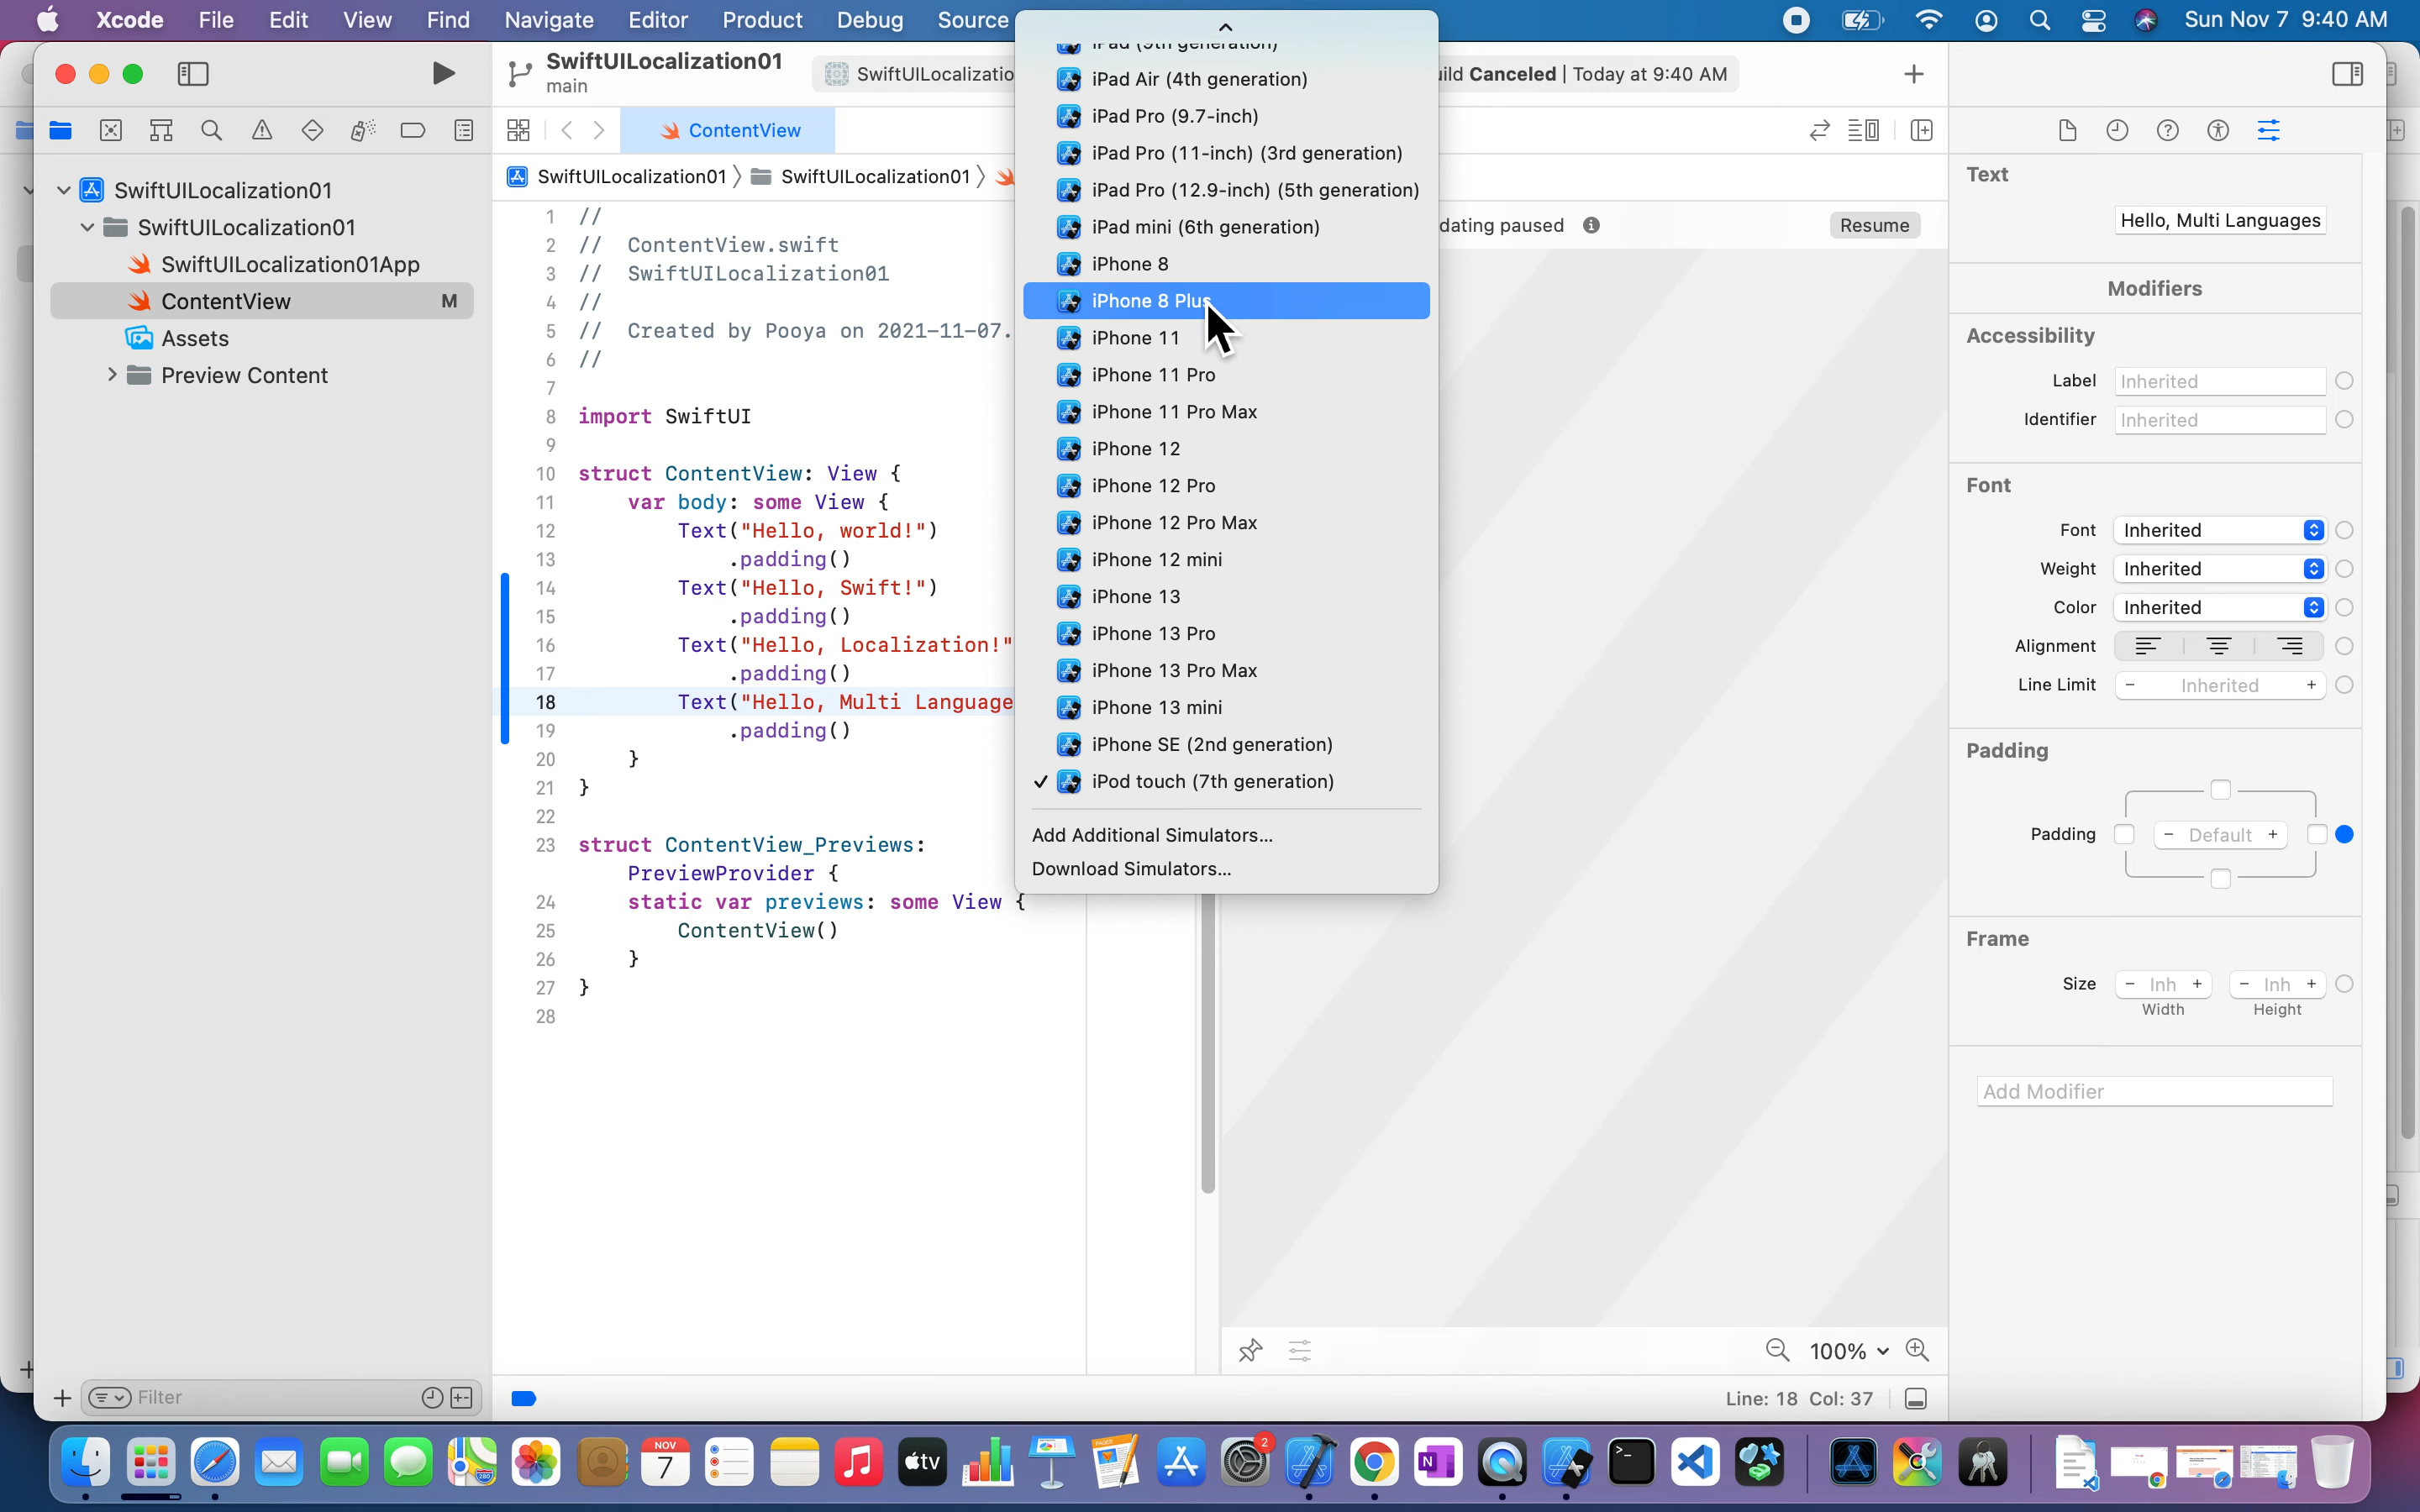 Xcode File Edit View Find Navigate Editor Product Debug Source
Sun Nov 7 9:40 AM
SwiftUILocalization01
main
SwiftUILocalizatio
ild Canceled | Today at 9:40 AM
ContentView
SwiftUILocalization01 〉 SwiftUILocalization01 〉
SwiftUILocalization01
SwiftUILocalization01
SwiftUILocalization01App
ContentView M
Assets
Preview Content
1 //
2 // ContentView.swift
3 // SwiftUILocalization01
4 //
5 // Created by Pooya on 2021-11-07.
6 //
7
8 import SwiftUI
9
10 struct ContentView: View {
11 var body: some View {
12 Text("Hello, world!")
13 .padding()
14 Text("Hello, Swift!")
15 .padding()
16 Text("Hello, Localization!"
17 .padding()
18 Text("Hello, Multi Language
19 .padding()
20 }
21 }
22
23 struct ContentView_Previews:
PreviewProvider {
24 static var previews: some View {
25 ContentView()
26 }
27 }
28
iPad (9th generation)
iPad Air (4th generation)
iPad Pro (9.7-inch)
iPad Pro (11-inch) (3rd generation)
iPad Pro (12.9-inch) (5th generation)
iPad mini (6th generation)
iPhone 8
iPhone 8 Plus
iPhone 11
iPhone 11 Pro
iPhone 11 Pro Max
iPhone 12
iPhone 12 Pro
iPhone 12 Pro Max
iPhone 12 mini
iPhone 13
iPhone 13 Pro
iPhone 13 Pro Max
iPhone 13 mini
iPhone SE (2nd generation)
✓ iPod touch (7th generation)
Add Additional Simulators...
Download Simulators...
dating paused
Resume
100%
Line: 18 Col: 37
Filter
Text
Hello, Multi Languages
Modifiers
Accessibility
Label Inherited
Identifier Inherited
Font
Font Inherited
Weight Inherited
Color Inherited
Alignment
Line Limit - Inherited +
Padding
Padding - Default +
Frame
Size - Inh + - Inh +
Width Height
Add Modifier
NOV
7
280
tv
PAGES
2
N
>_